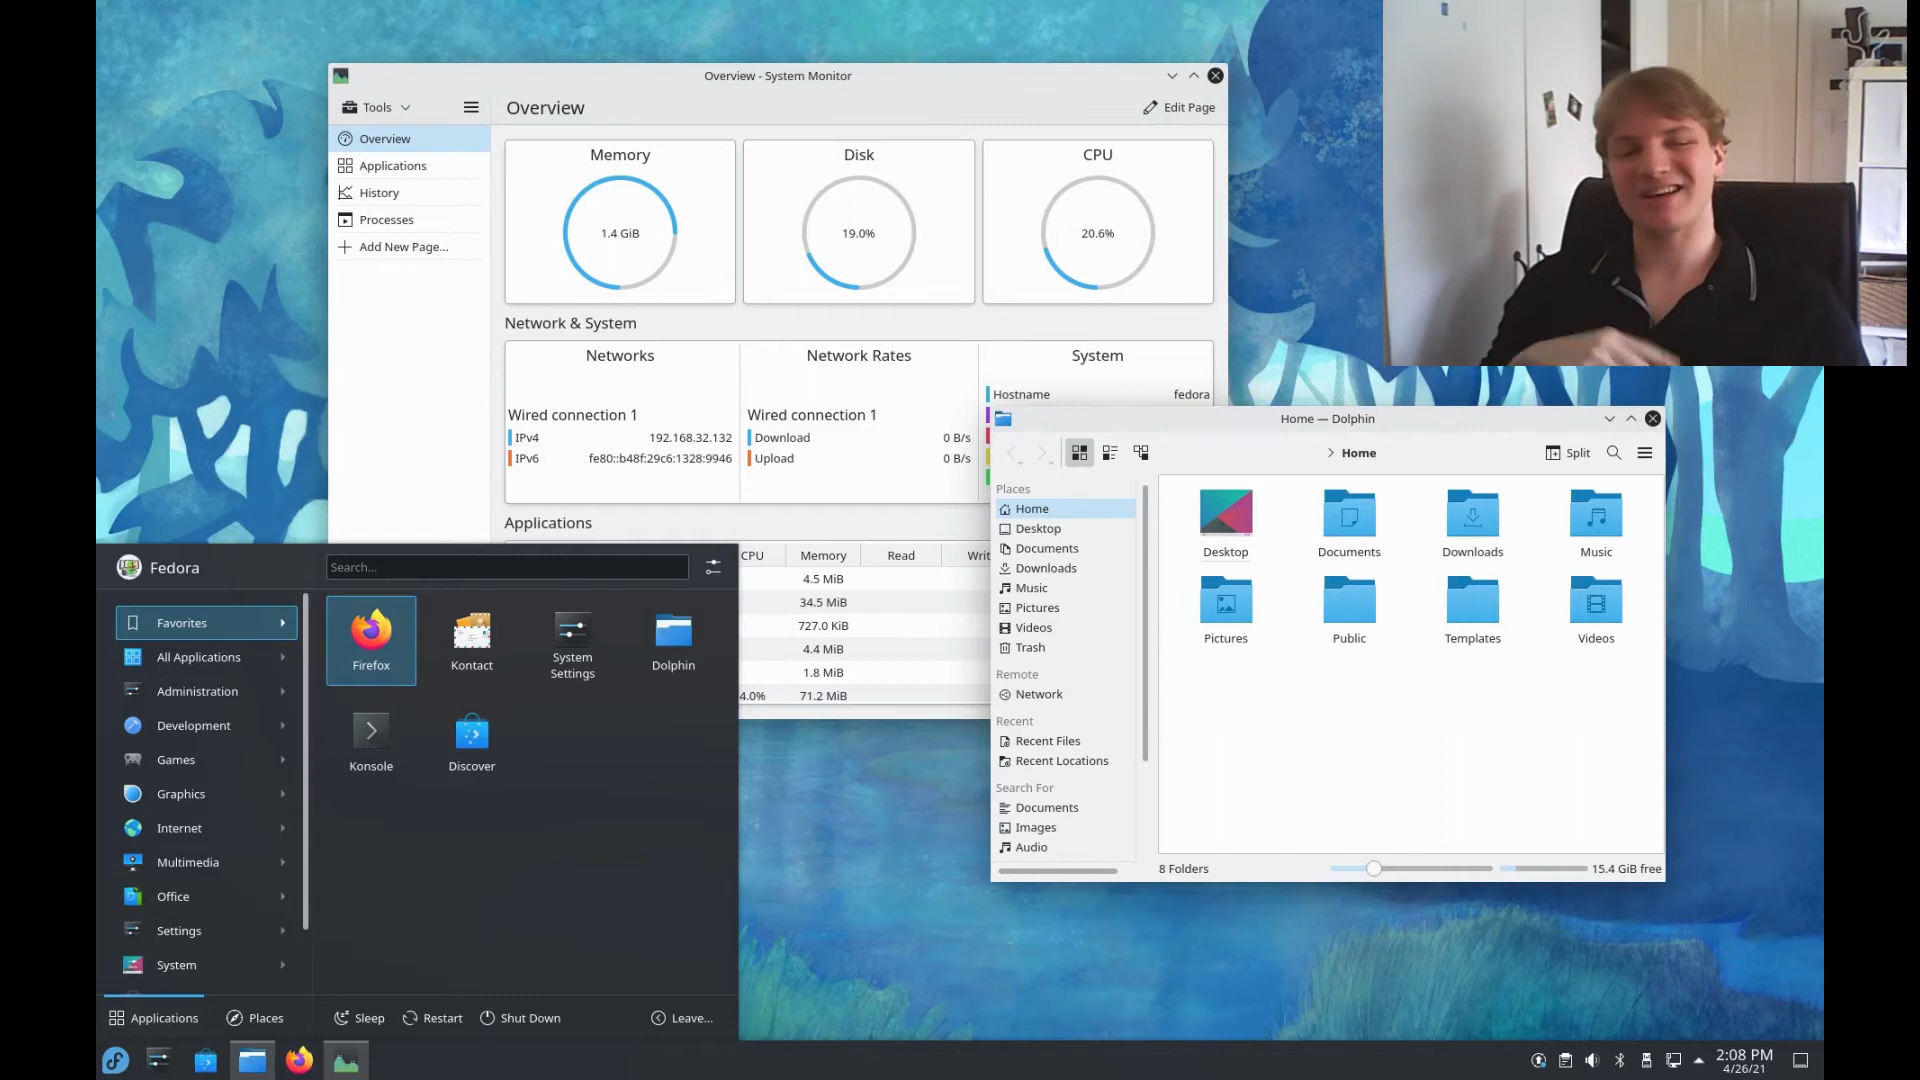 Overview - System Monitor
Tools
Overview
Edit Page
Overview
Applications
History
Processes
Add New Page...
Memory
1.4 GiB
Disk
19.0%
CPU
20.6%
Network & System
Networks
Wired connection 1
IPv4 192.168.32.132
IPv6 fe80::b48f:29c6:1328:9946
Network Rates
Wired connection 1
Download 0 B/s
Upload 0 B/s
System
Hostname fedora
Applications
CPU Memory Read Writ
4.5 MiB
34.5 MiB
727.0 KiB
4.4 MiB
1.8 MiB
4.0% 71.2 MiB
Home — Dolphin
Home
Split
Places
Home
Desktop
Documents
Downloads
Music
Pictures
Videos
Trash
Remote
Network
Recent
Recent Files
Recent Locations
Search For
Documents
Images
Audio
Desktop Documents Downloads Music
Pictures Public Templates Videos
8 Folders
15.4 GiB free
Fedora
Search...
Favorites
All Applications
Administration
Development
Games
Graphics
Internet
Multimedia
Office
Settings
System
Firefox
Kontact
System
Settings
Dolphin
Konsole
Discover
Applications
Places
Sleep
Restart
Shut Down
Leave...
2:08 PM
4/26/21